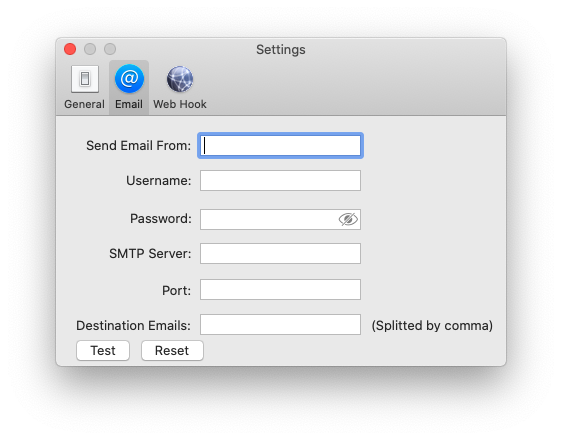 Settings
General Email Web Hook
Send Email From:
Username:
Password:
SMTP Server:
Port:
Destination Emails: (Splitted by comma)
Test Reset